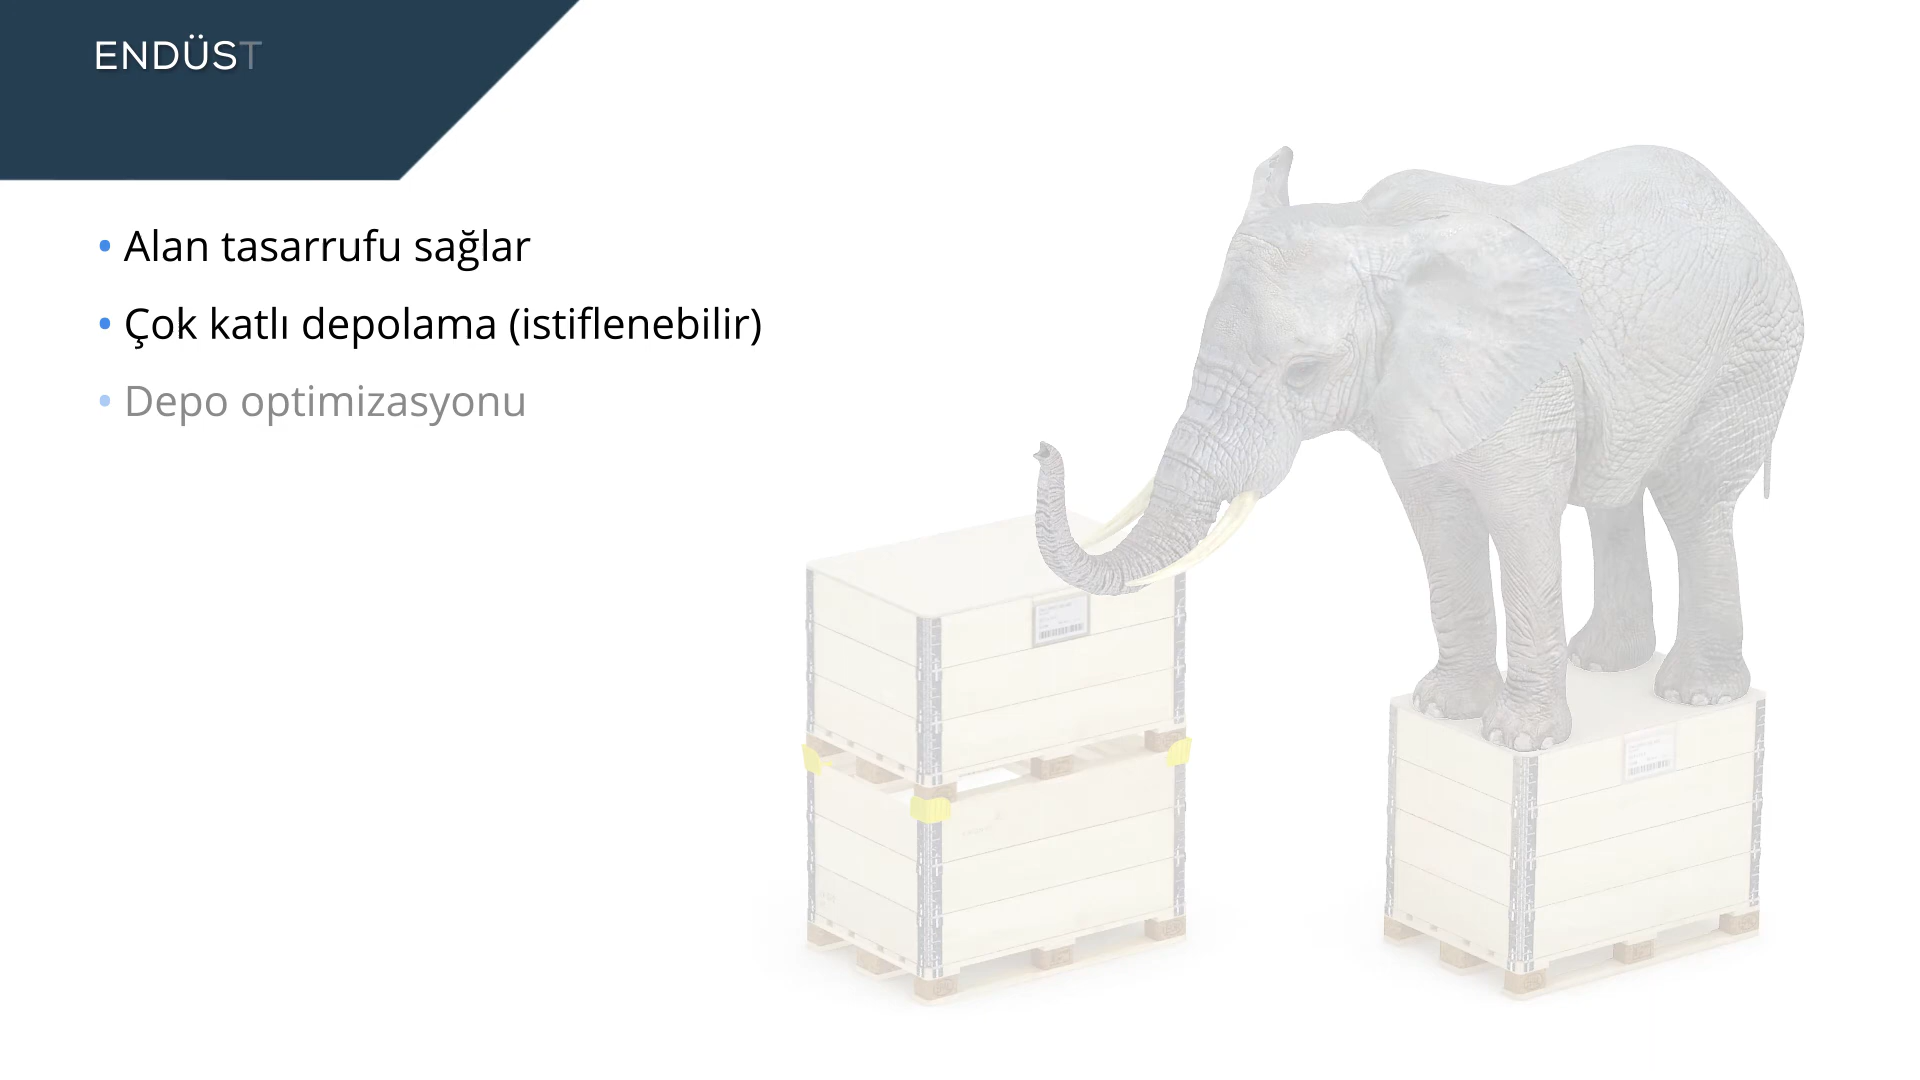 ENDÜST
• Alan tasarrufu sağlar
• Çok katlı depolama (istiflenebilir)
• Depo optimizasyonu